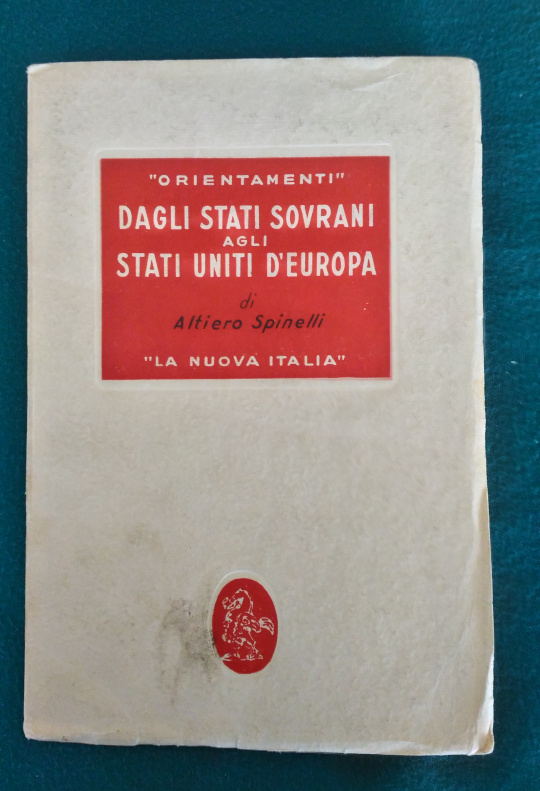 "ORIENTAMENTI"
DAGLI STATI SOVRANI
AGLI
STATI UNITI D'EUROPA
di
Altiero Spinelli
"LA NUOVA ITALIA"